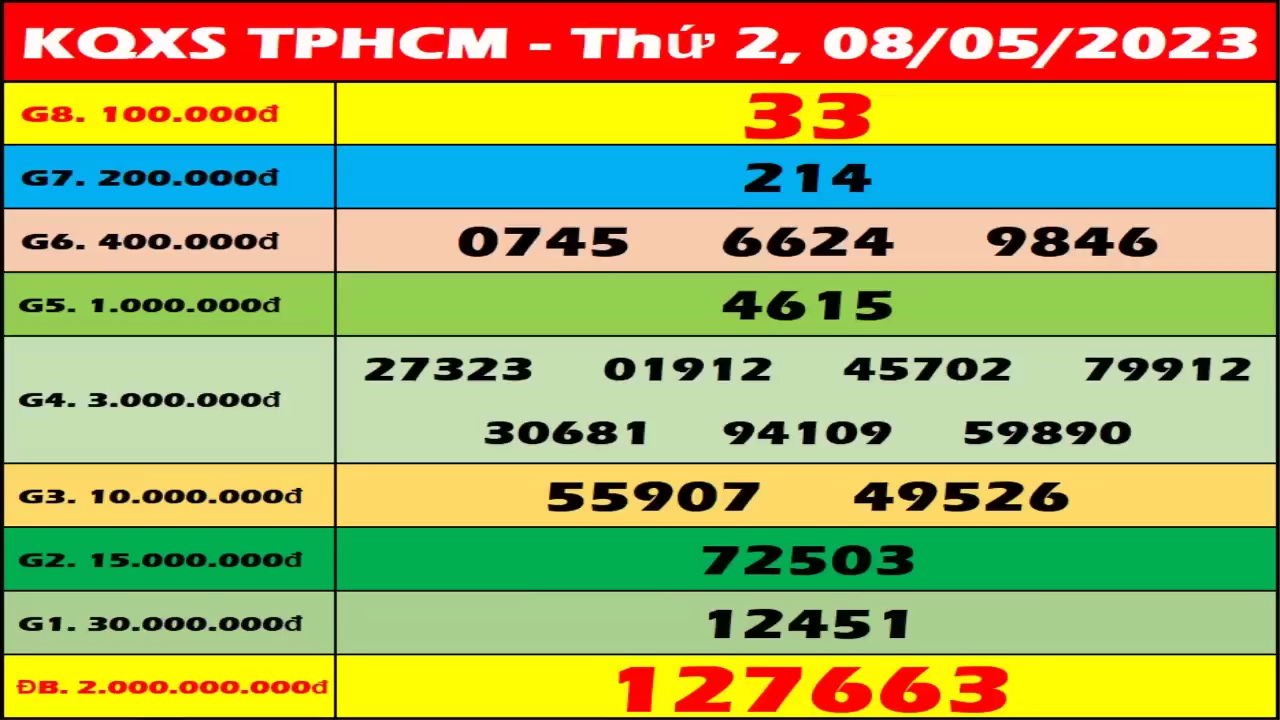 KQXS TPHCM - Thứ 2, 08/05/2023
G8. 100.000đ 33
G7. 200.000đ 214
G6. 400.000đ 0745 6624 9846
G5. 1.000.000đ 4615
G4. 3.000.000đ 27323 01912 45702 79912
30681 94109 59890
G3. 10.000.000đ 55907 49526
G2. 15.000.000đ 72503
G1. 30.000.000đ 12451
ĐB. 2.000.000.000đ 127663